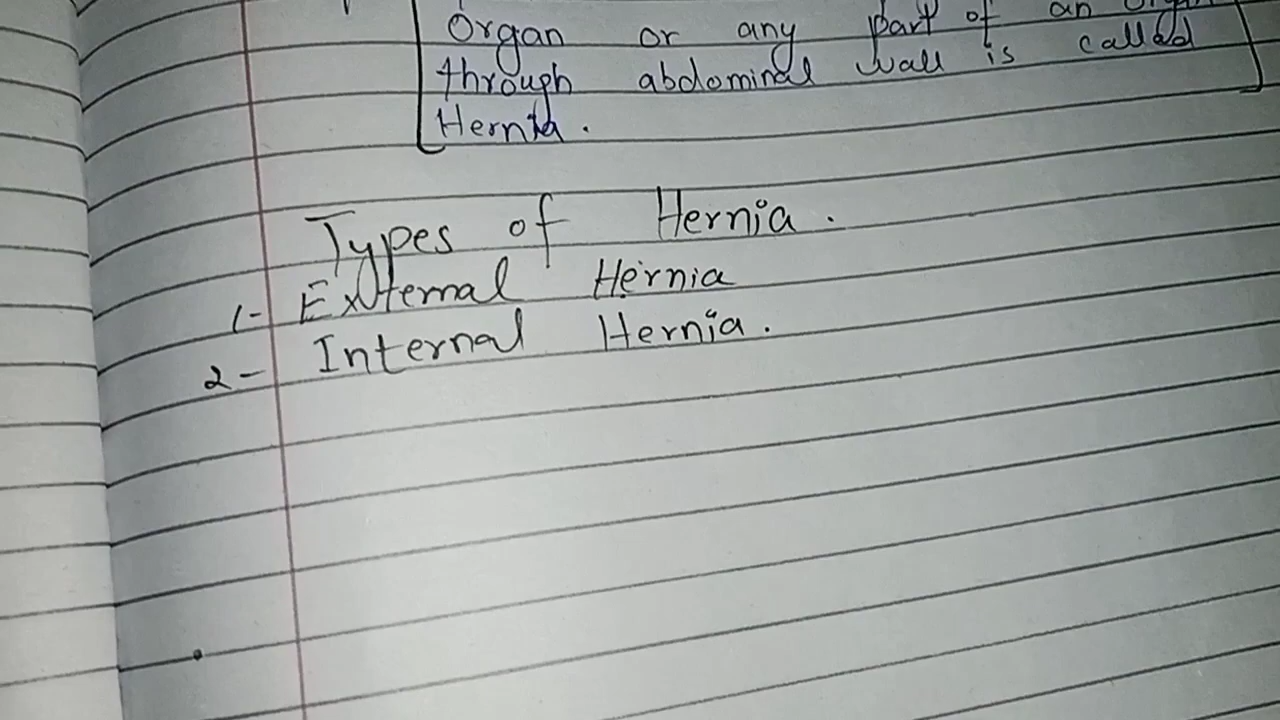 Organ or any part of an organ
through abdominal wall is called
Hernia.
Types of Hernia.
1- External Hernia
2- Internal Hernia.